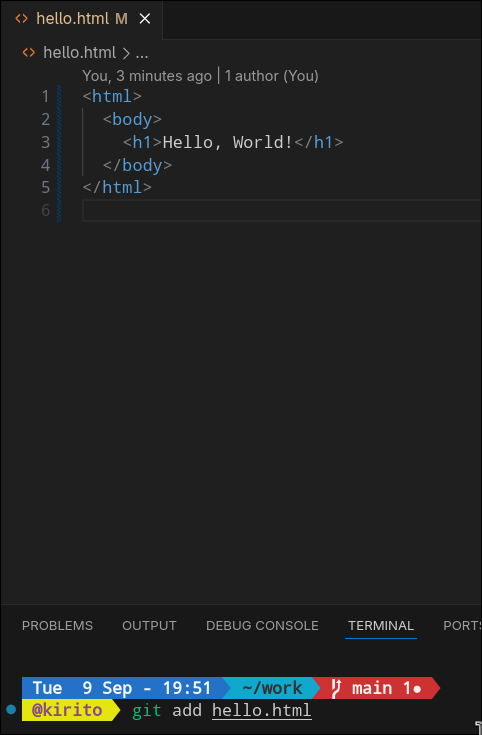 hello.html M
hello.html > ...
You, 3 minutes ago | 1 author (You)
1 <html>
2   <body>
3     <h1>Hello, World!</h1>
4   </body>
5 </html>
6
PROBLEMS OUTPUT DEBUG CONSOLE TERMINAL PORTS
Tue  9 Sep - 19:51 ~/work main 1●
@kirito git add hello.html